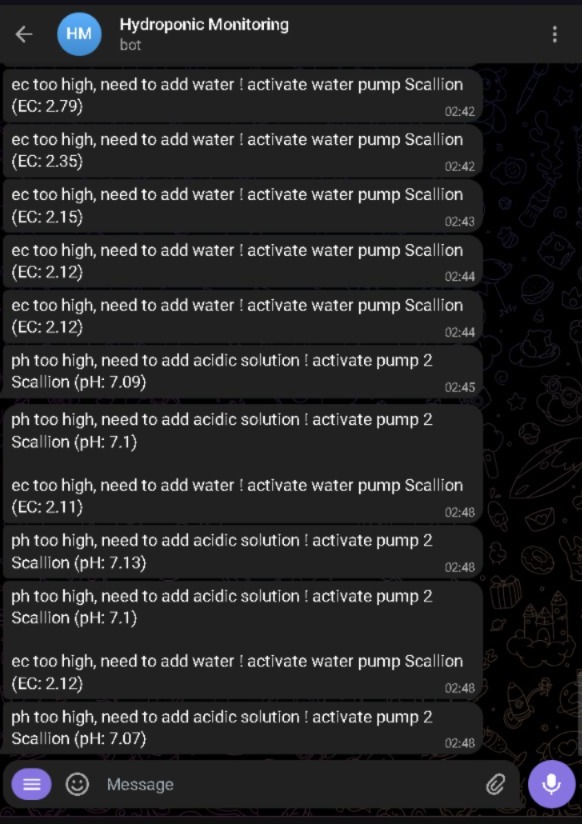 HM
Hydroponic Monitoring
bot
ec too high, need to add water ! activate water pump Scallion
(EC: 2.79)
02:42
ec too high, need to add water ! activate water pump Scallion
(EC: 2.35)
02:42
ec too high, need to add water ! activate water pump Scallion
(EC: 2.15)
02:43
ec too high, need to add water ! activate water pump Scallion
(EC: 2.12)
02:44
ec too high, need to add water ! activate water pump Scallion
(EC: 2.12)
02:44
ph too high, need to add acidic solution ! activate pump 2
Scallion (pH: 7.09)
02:45
ph too high, need to add acidic solution ! activate pump 2
Scallion (pH: 7.1)
ec too high, need to add water ! activate water pump Scallion
(EC: 2.11)
02:48
ph too high, need to add acidic solution ! activate pump 2
Scallion (pH: 7.13)
02:48
ph too high, need to add acidic solution ! activate pump 2
Scallion (pH: 7.1)
ec too high, need to add water ! activate water pump Scallion
(EC: 2.12)
02:48
ph too high, need to add acidic solution ! activate pump 2
Scallion (pH: 7.07)
02:48
Message